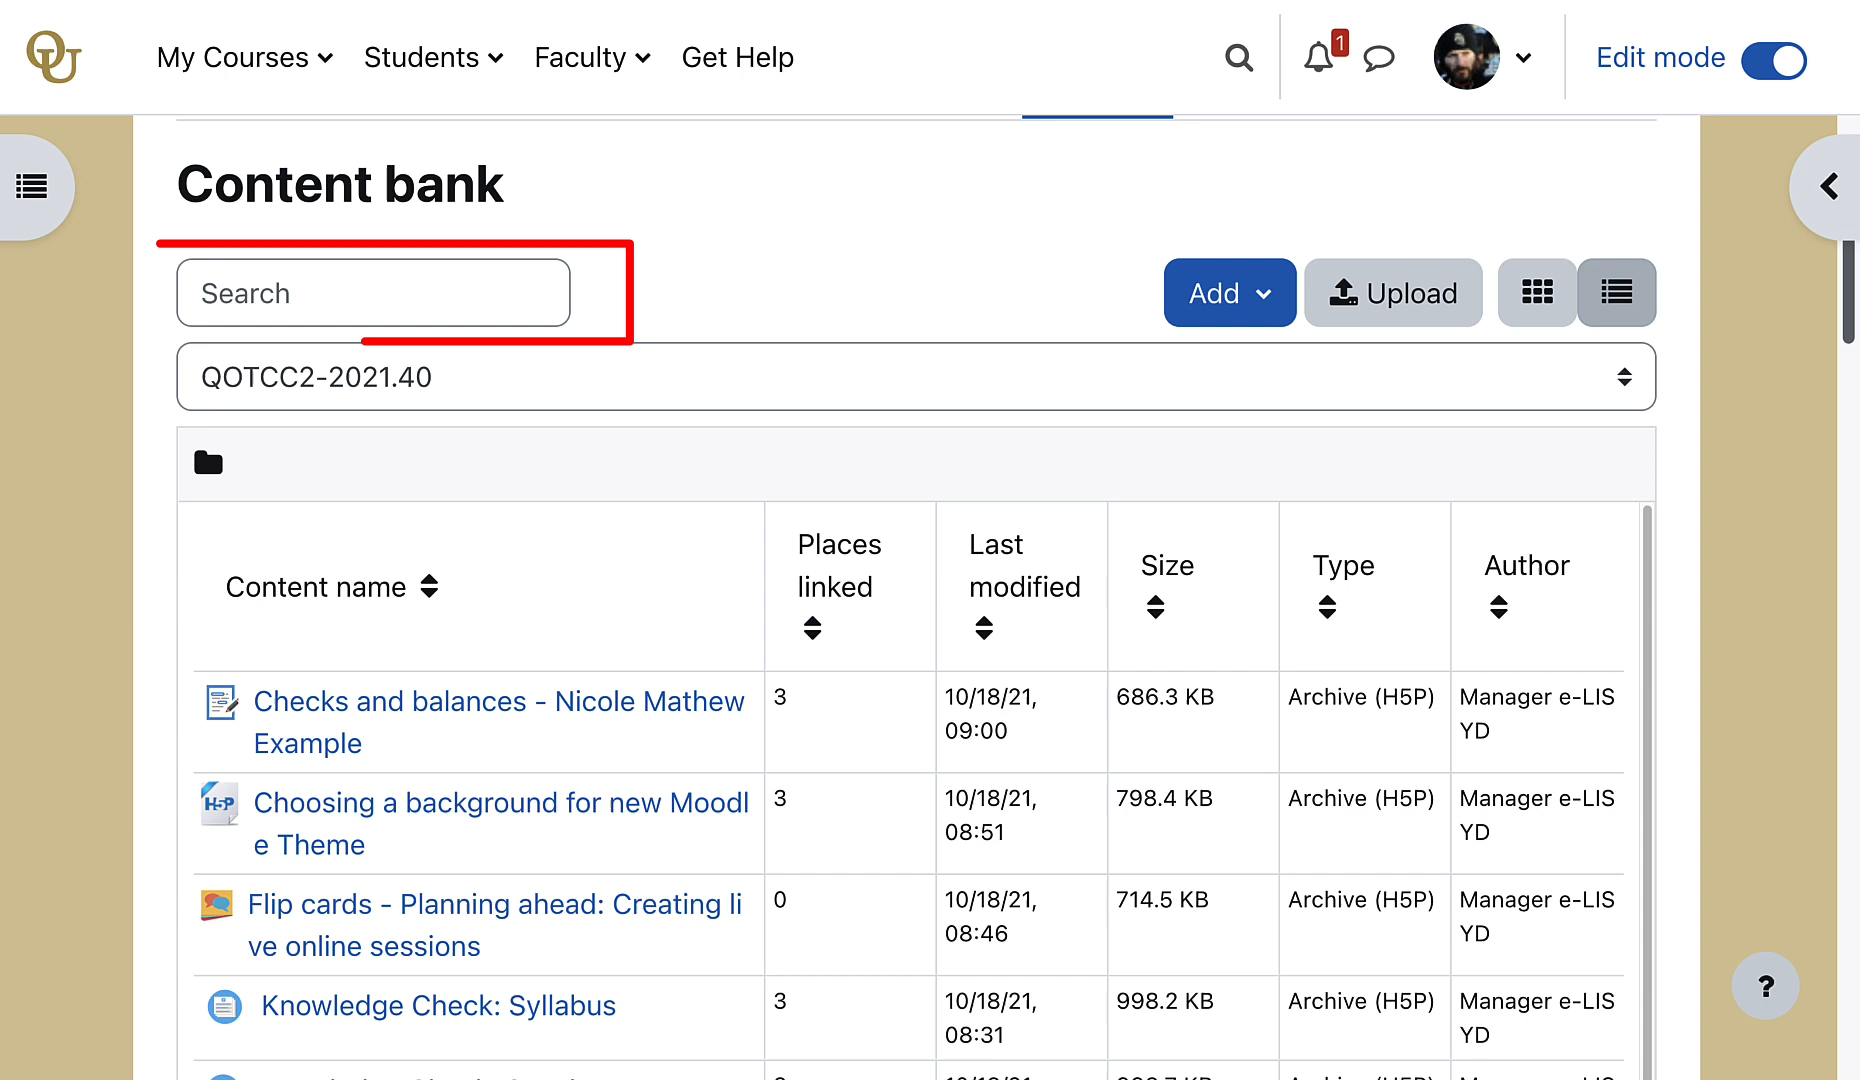 OU
My Courses Students Faculty Get Help 1 Edit mode
Content bank
Search
Add Upload
QOTCC2-2021.40
Content name Places linked Last modified Size Type Author
Checks and balances - Nicole Mathew 3 10/18/21, 686.3 KB Archive (H5P) Manager e-LIS
Example 09:00 YD
H5P Choosing a background for new Moodl 3 10/18/21, 798.4 KB Archive (H5P) Manager e-LIS
e Theme 08:51 YD
Flip cards - Planning ahead: Creating li 0 10/18/21, 714.5 KB Archive (H5P) Manager e-LIS
ve online sessions 08:46 YD
Knowledge Check: Syllabus 3 10/18/21, 998.2 KB Archive (H5P) Manager e-LIS
08:31 YD
?